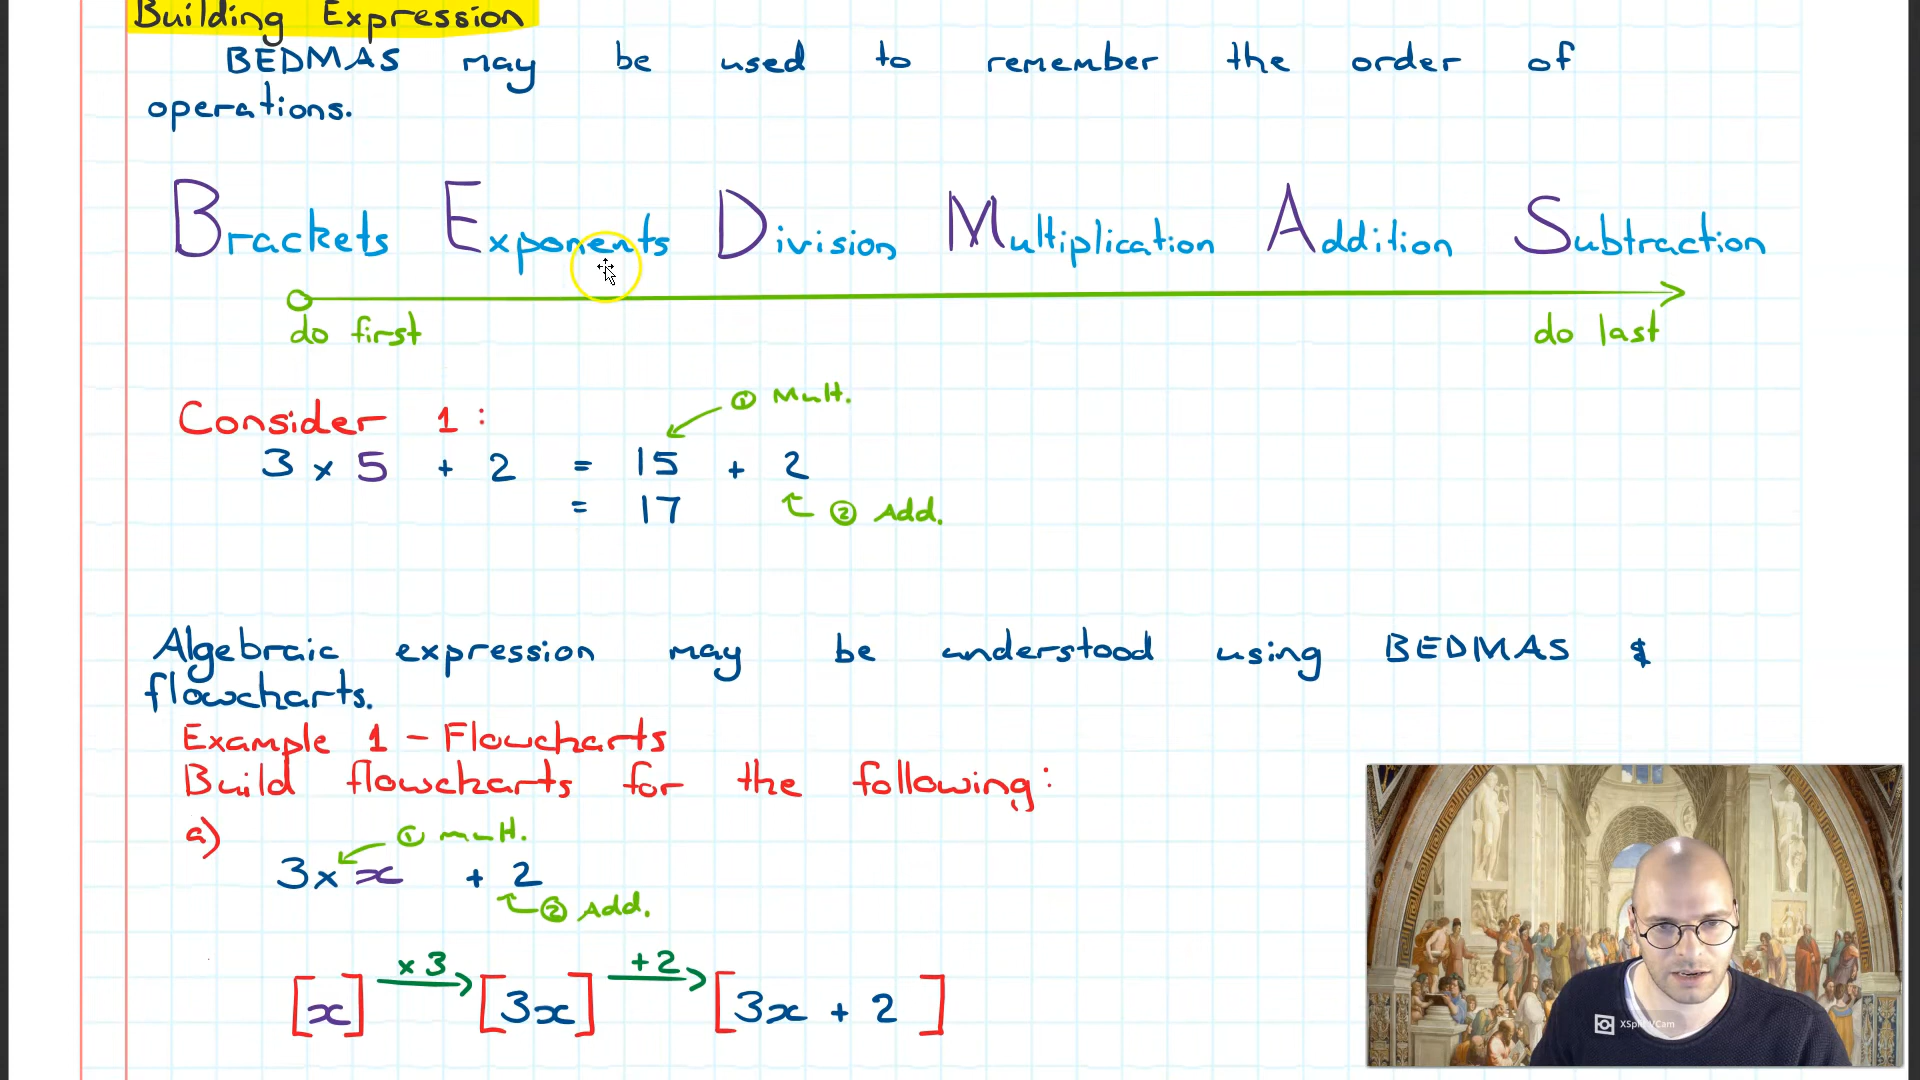 Building Expression
BEDMAS may be used to remember the order of
operations.
Brackets Exponents Division Multiplication Addition Subtraction
do first do last
① Mult.
Consider 1:
3 × 5 + 2 = 15 + 2
= 17 ② Add.
Algebraic expression may be understood using BEDMAS &
flowcharts.
Example 1 - Flowcharts
Build flowcharts for the following:
a) ① mult.
3 × x + 2
② Add.
×3 +2
[x] [3x] [3x + 2]
XSplit VCam